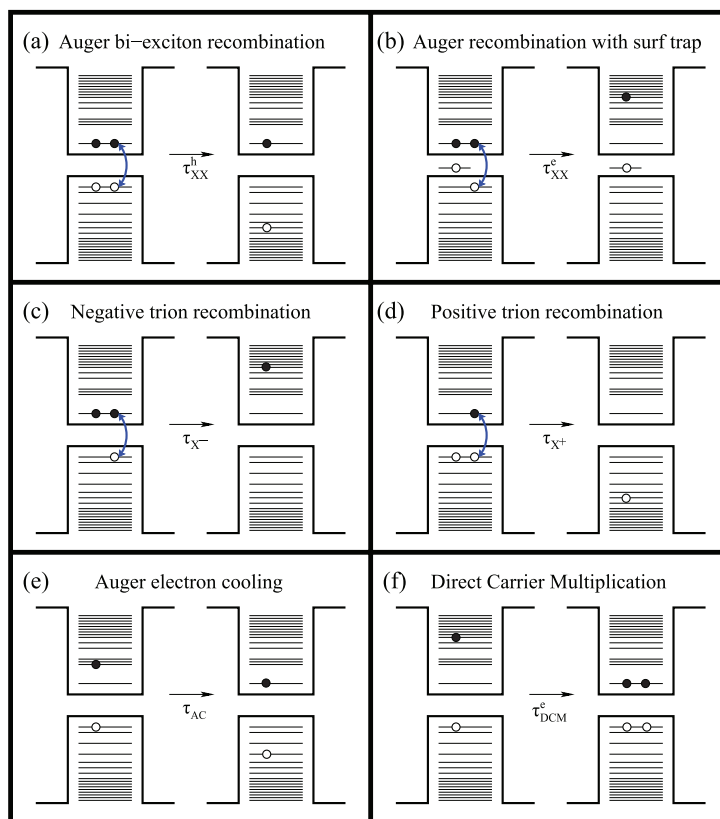 (a) Auger bi−exciton recombination
τ^h_XX
(b) Auger recombination with surf trap
τ^e_XX
(c) Negative trion recombination
τ_X−
(d) Positive trion recombination
τ_X+
(e) Auger electron cooling
τ_AC
(f) Direct Carrier Multiplication
τ^e_DCM